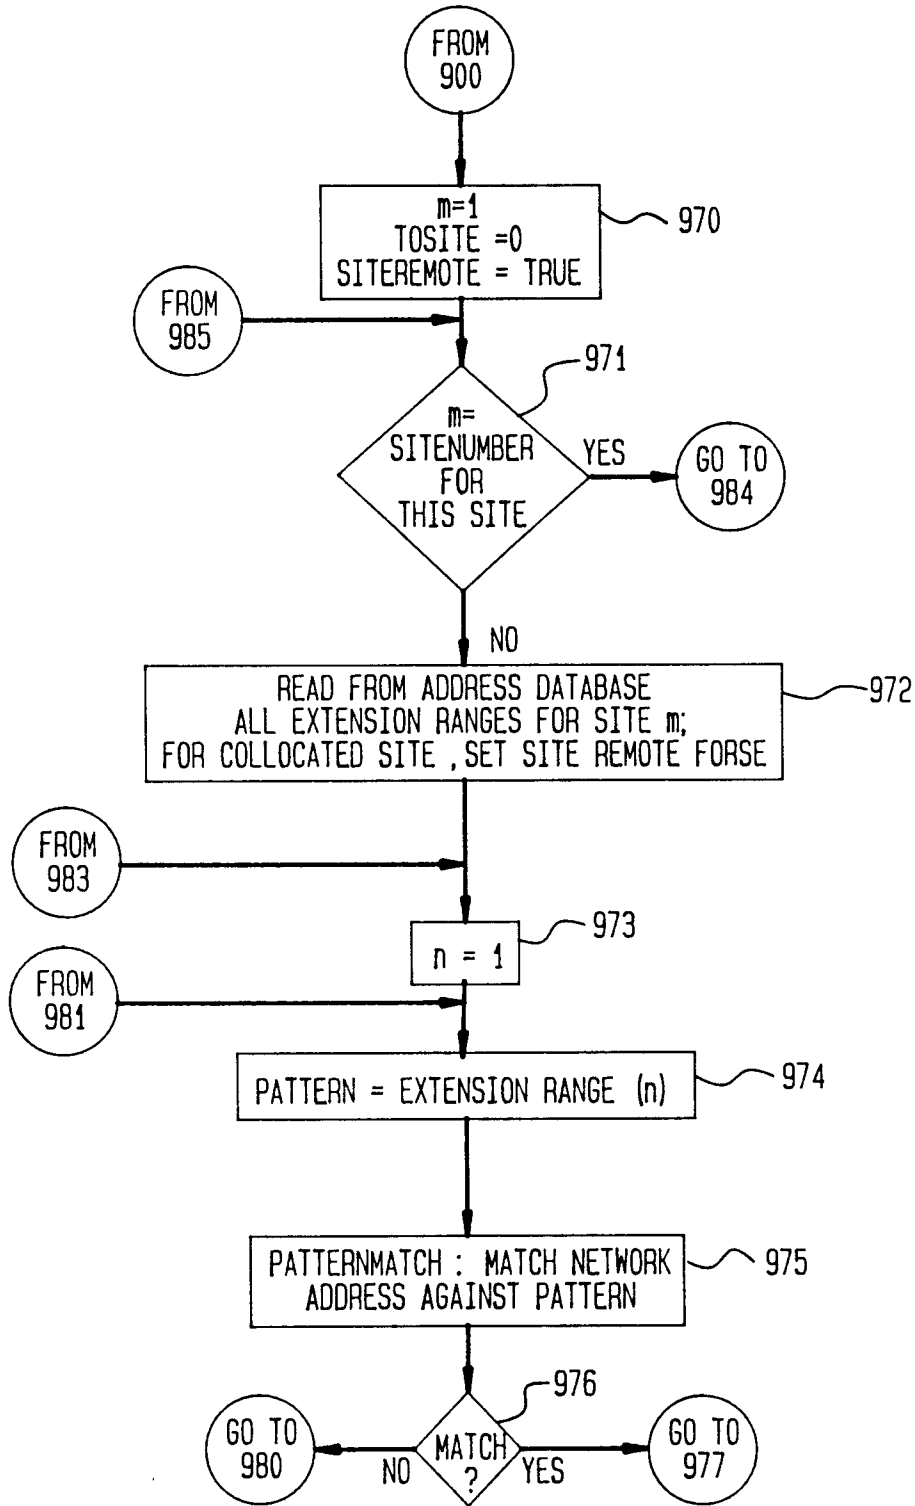 FROM
900
m=1
TOSITE =0
SITEREMOTE = TRUE
970
FROM
985
971
m=
SITENUMBER
FOR
THIS SITE
YES
GO TO
984
NO
READ FROM ADDRESS DATABASE
ALL EXTENSION RANGES FOR SITE m;
FOR COLLOCATED SITE , SET SITE REMOTE FORSE
972
FROM
983
n = 1
973
FROM
981
PATTERN = EXTENSION RANGE (n)
974
PATTERNMATCH : MATCH NETWORK
ADDRESS AGAINST PATTERN
975
976
MATCH
?
GO TO
980
NO
YES
GO TO
977